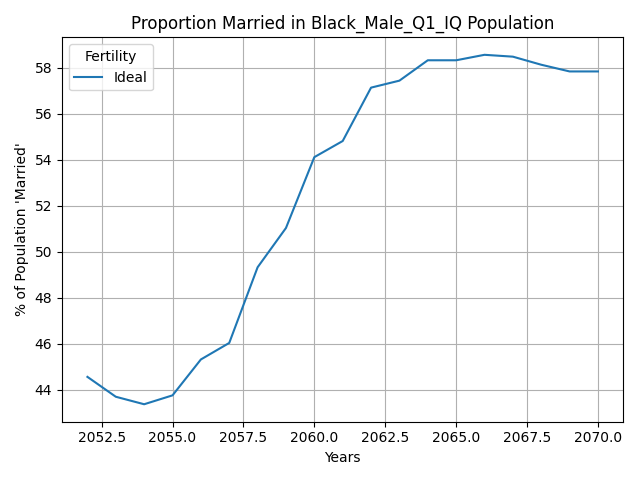 Proportion Married in Black_Male_Q1_IQ Population
Fertility
Ideal
% of Population 'Married'
58
56
54
52
50
48
46
44
2052.5 2055.0 2057.5 2060.0 2062.5 2065.0 2067.5 2070.0
Years